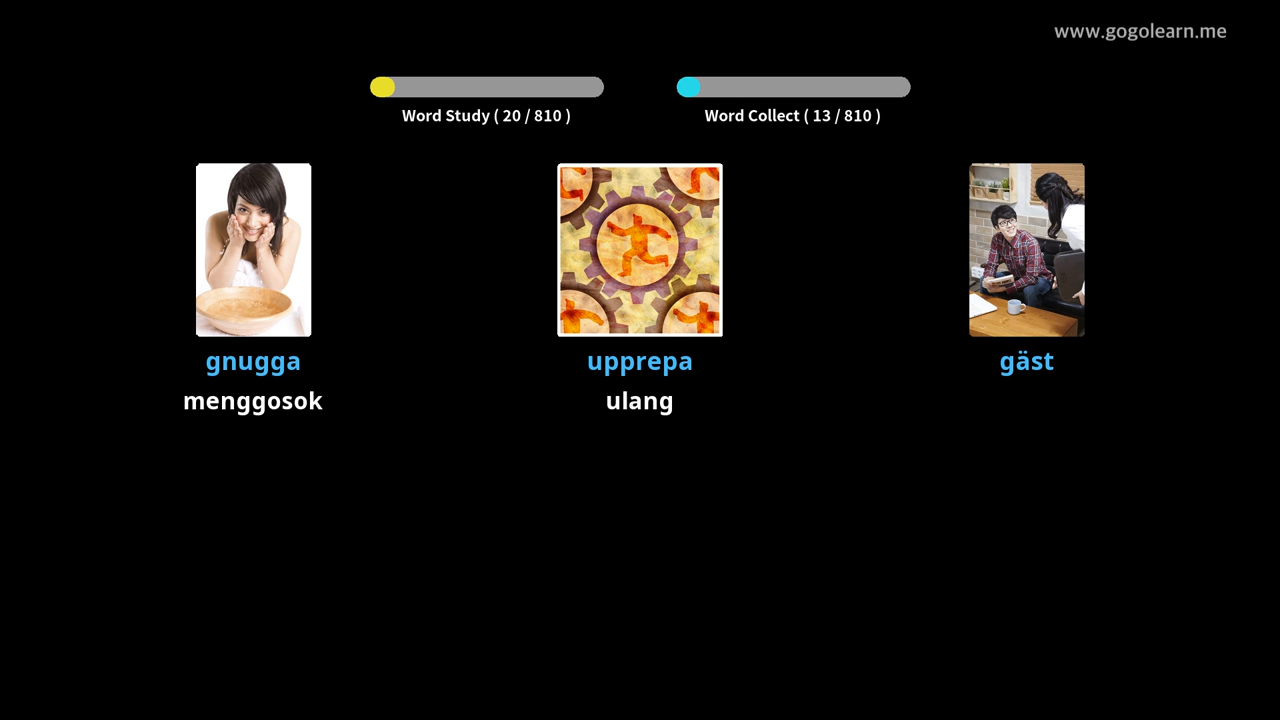 www.gogolearn.me
Word Study ( 20 / 810 )
Word Collect ( 13 / 810 )
gnugga
upprepa
gäst
menggosok
ulang